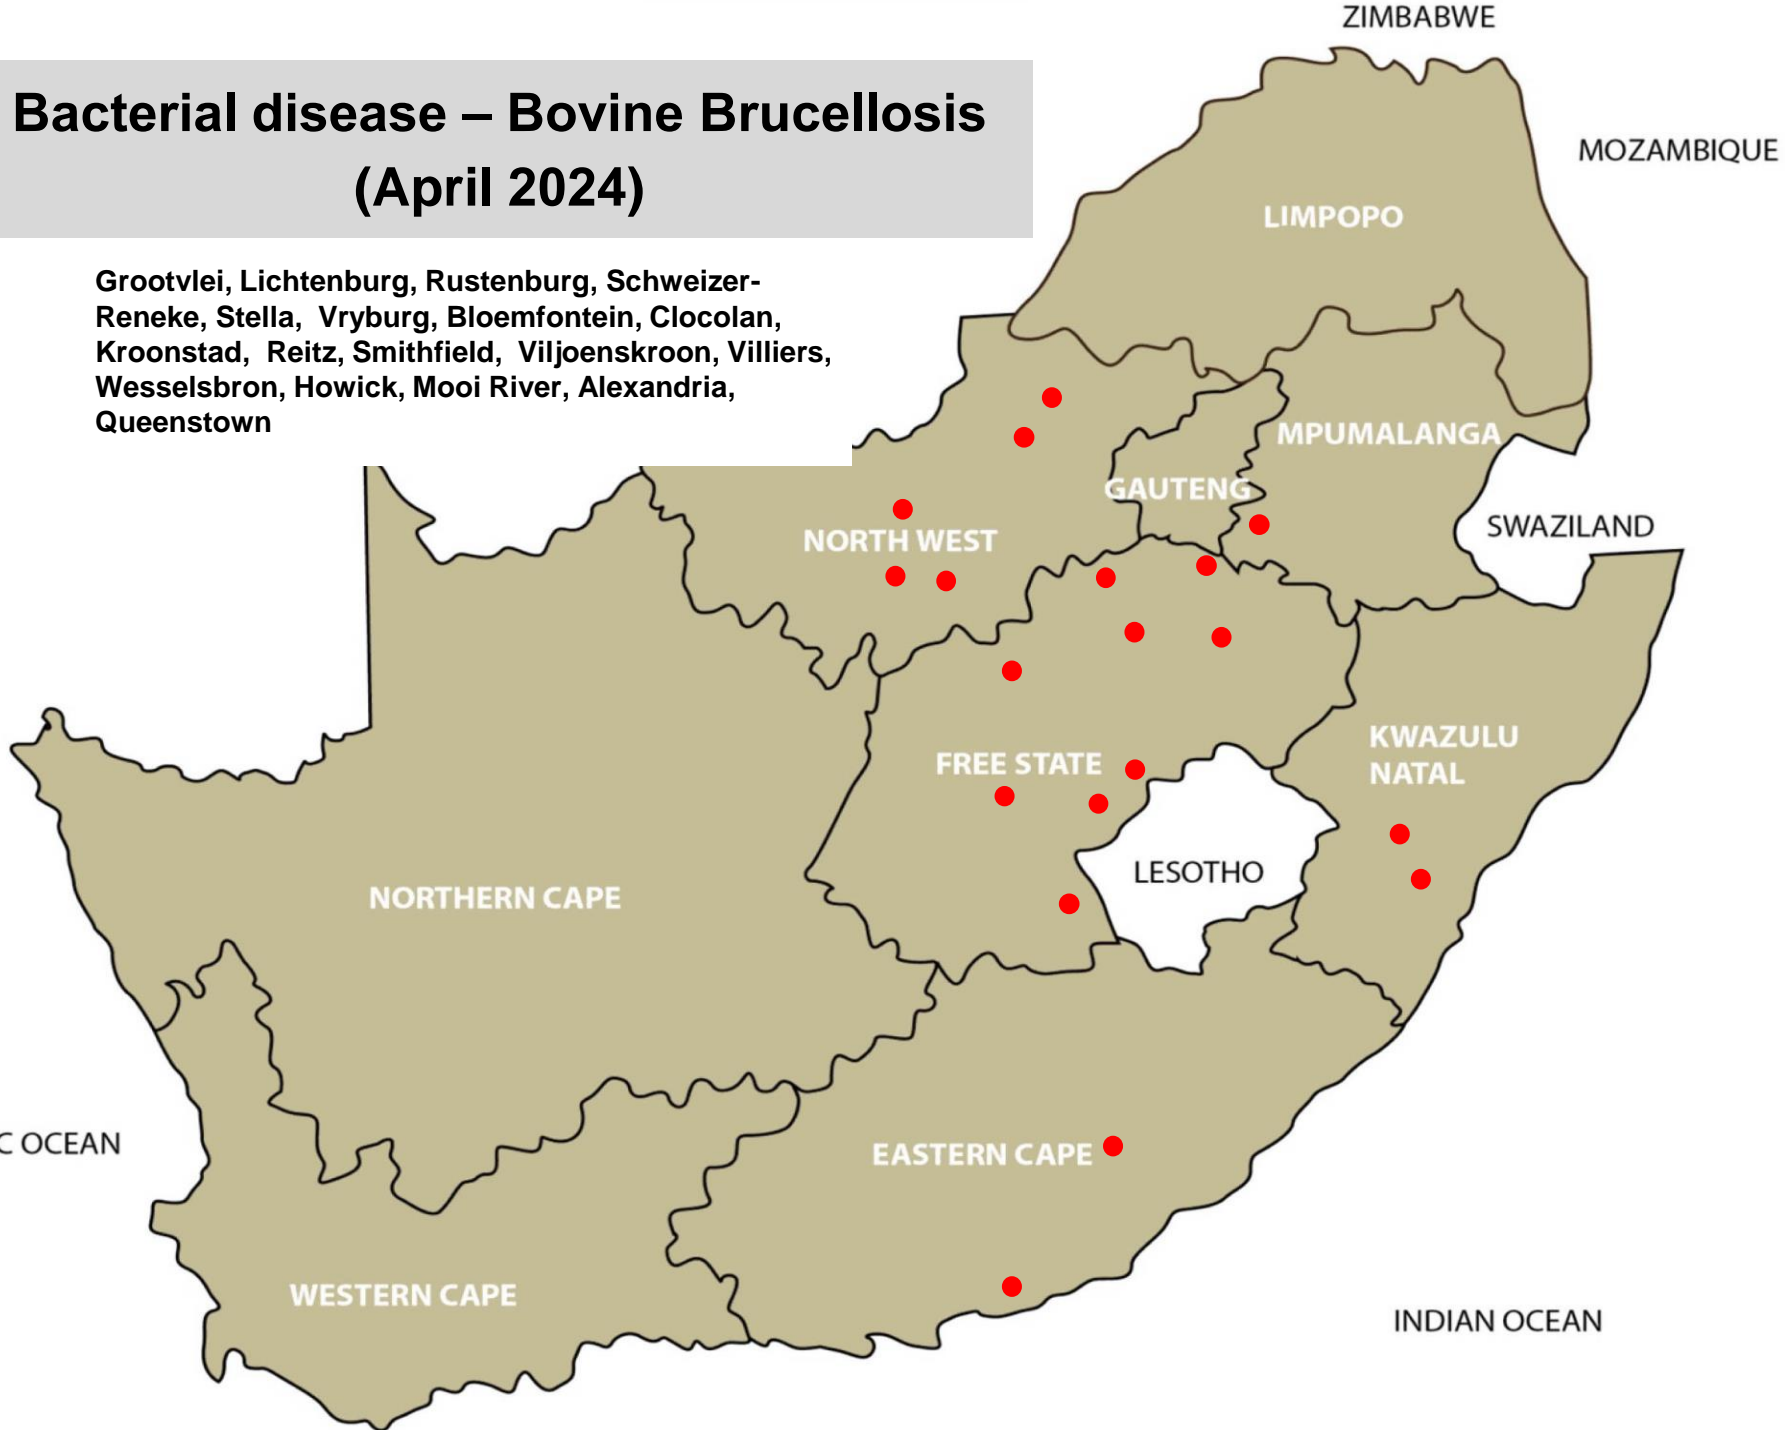 ZIMBABWE
Bacterial disease – Bovine Brucellosis
(April 2024)
MOZAMBIQUE
LIMPOPO
Grootvlei, Lichtenburg, Rustenburg, Schweizer-
Reneke, Stella, Vryburg, Bloemfontein, Clocolan,
Kroonstad, Reitz, Smithfield, Viljoenskroon, Villiers,
Wesselsbron, Howick, Mooi River, Alexandria,
Queenstown
MPUMALANGA
GAUTENG
SWAZILAND
NORTH WEST
KWAZULU
NATAL
FREE STATE
LESOTHO
NORTHERN CAPE
C OCEAN
EASTERN CAPE
WESTERN CAPE
INDIAN OCEAN